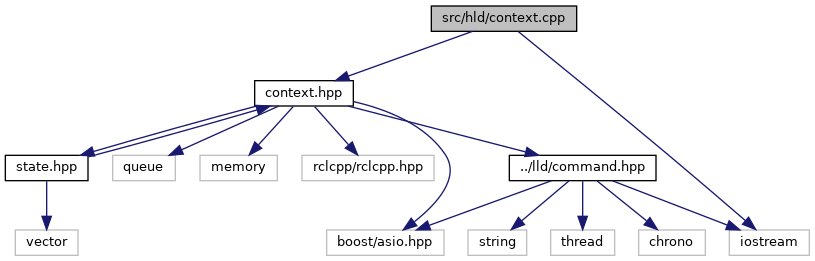 src/hld/context.cpp
context.hpp
state.hpp
queue
memory
rclcpp/rclcpp.hpp
../lld/command.hpp
vector
boost/asio.hpp
string
thread
chrono
iostream